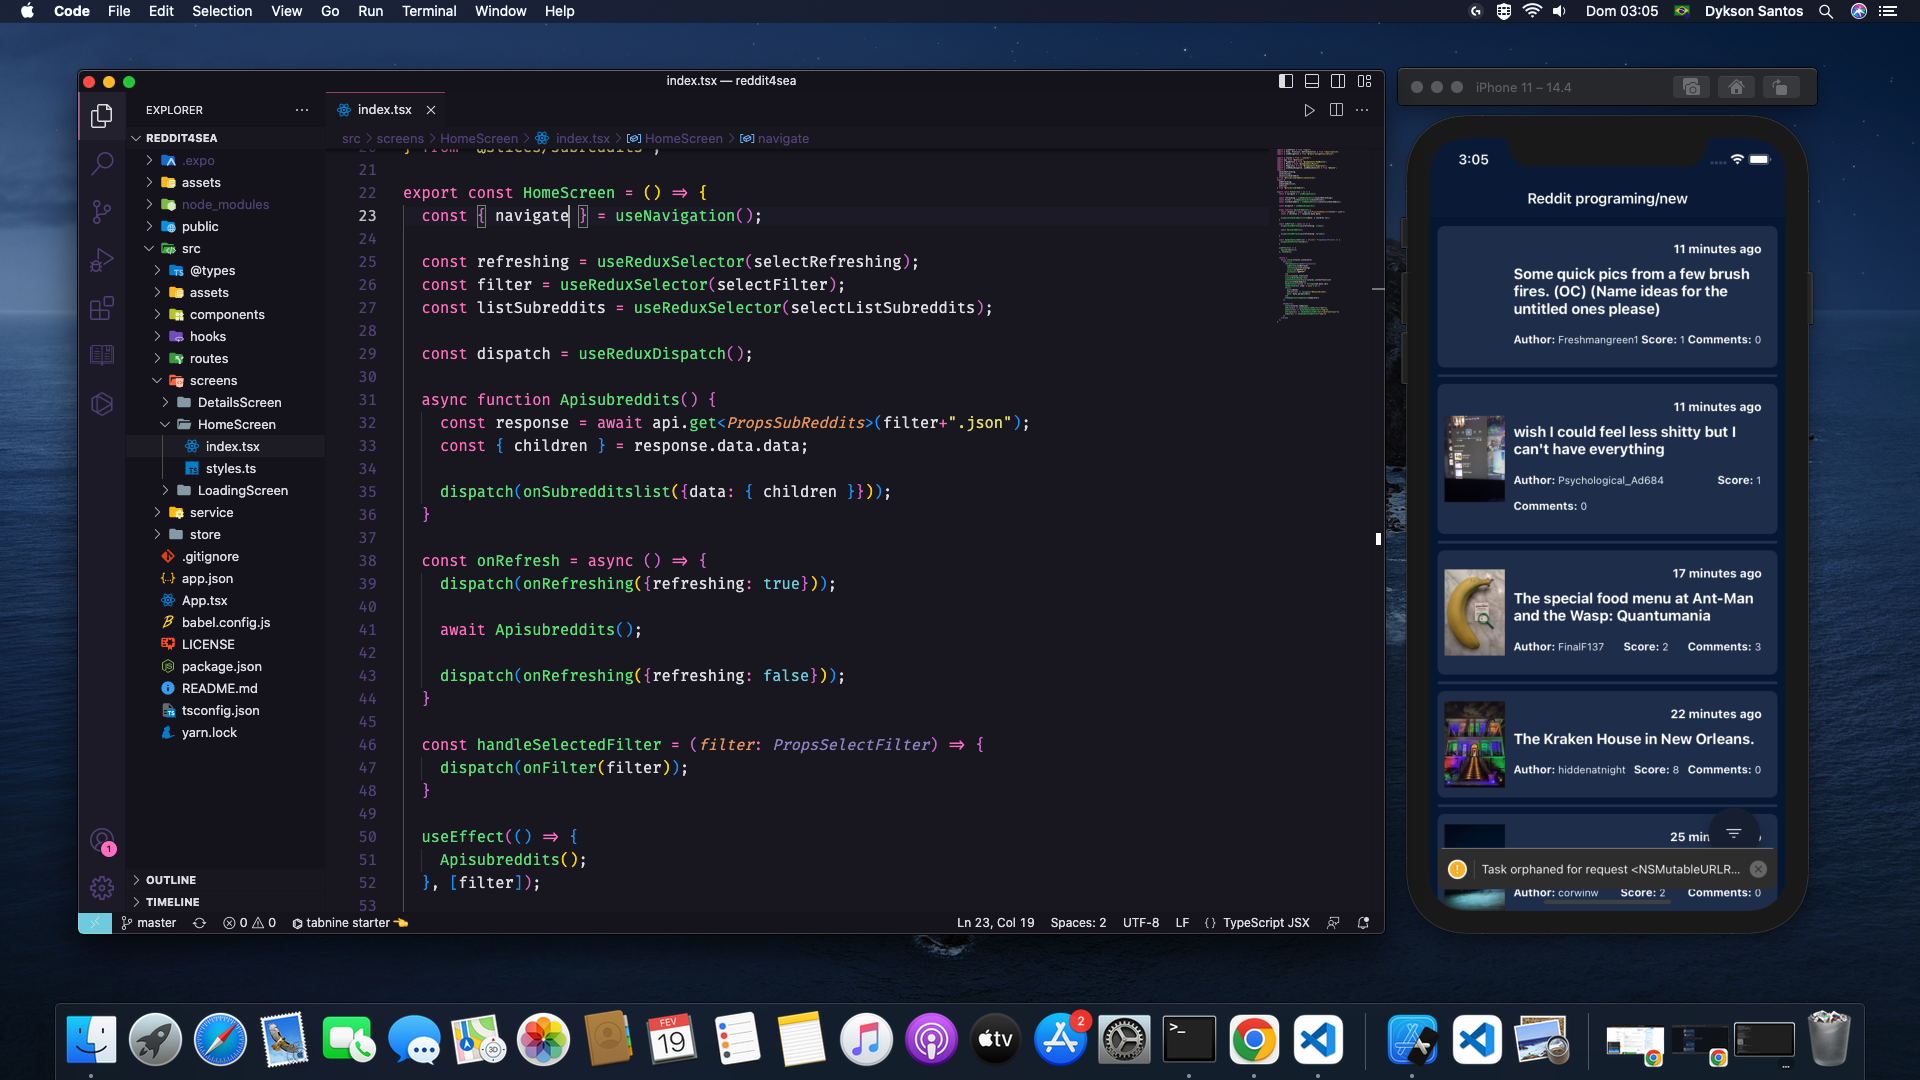 Code File Edit Selection View Go Run Terminal Window Help
Dom 03:05 Dykson Santos
index.tsx — reddit4sea
EXPLORER
REDDIT4SEA
.expo
assets
node_modules
public
src
@types
assets
components
hooks
routes
screens
DetailsScreen
HomeScreen
index.tsx
styles.ts
LoadingScreen
service
store
.gitignore
app.json
App.tsx
babel.config.js
LICENSE
package.json
README.md
tsconfig.json
yarn.lock
OUTLINE
TIMELINE
1
index.tsx
src > screens > HomeScreen > index.tsx > HomeScreen > navigate
21
22 export const HomeScreen = () => {
23 const { navigate } = useNavigation();
24
25 const refreshing = useReduxSelector(selectRefreshing);
26 const filter = useReduxSelector(selectFilter);
27 const listSubreddits = useReduxSelector(selectListSubreddits);
28
29 const dispatch = useReduxDispatch();
30
31 async function Apisubreddits() {
32 const response = await api.get<PropsSubReddits>(filter+".json");
33 const { children } = response.data.data;
34
35 dispatch(onSubredditslist({data: { children }}));
36 }
37
38 const onRefresh = async () => {
39 dispatch(onRefreshing({refreshing: true}));
40
41 await Apisubreddits();
42
43 dispatch(onRefreshing({refreshing: false}));
44 }
45
46 const handleSelectedFilter = (filter: PropsSelectFilter) => {
47 dispatch(onFilter(filter));
48 }
49
50 useEffect(() => {
51 Apisubreddits();
52 }, [filter]);
53
master 0 0 tabnine starter
Ln 23, Col 19 Spaces: 2 UTF-8 LF {} TypeScript JSX
iPhone 11 – 14.4
3:05
Reddit programing/new
11 minutes ago
Some quick pics from a few brush
fires. (OC) (Name ideas for the
untitled ones please)
Author: Freshmangreen1 Score: 1 Comments: 0
11 minutes ago
wish I could feel less shitty but I
can't have everything
Author: Psychological_Ad684 Score: 1
Comments: 0
17 minutes ago
The special food menu at Ant-Man
and the Wasp: Quantumania
Author: FinalF137 Score: 2 Comments: 3
22 minutes ago
The Kraken House in New Orleans.
Author: hiddenatnight Score: 8 Comments: 0
25 min
Task orphaned for request <NSMutableURLR...
Author: corwinw Score: 2 Comments: 0
3D
FEV
19
tv
2
>_